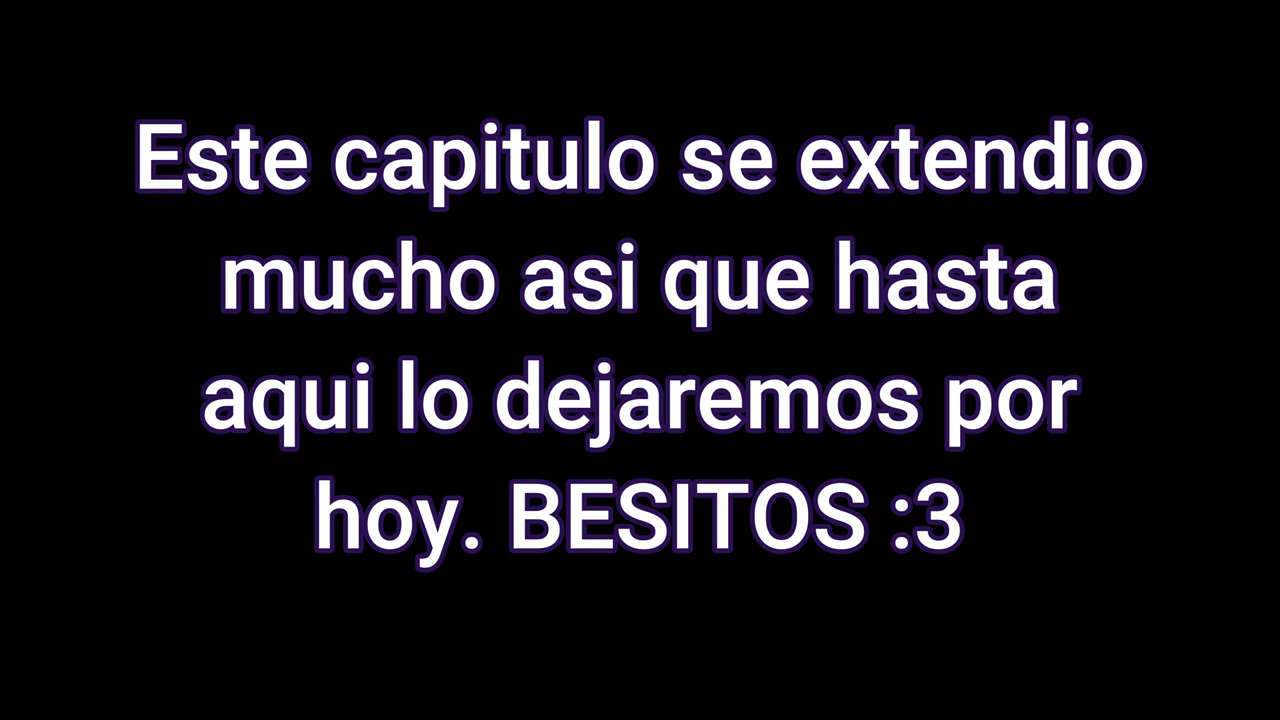 Este capitulo se extendio
mucho asi que hasta
aqui lo dejaremos por
hoy. BESITOS :3